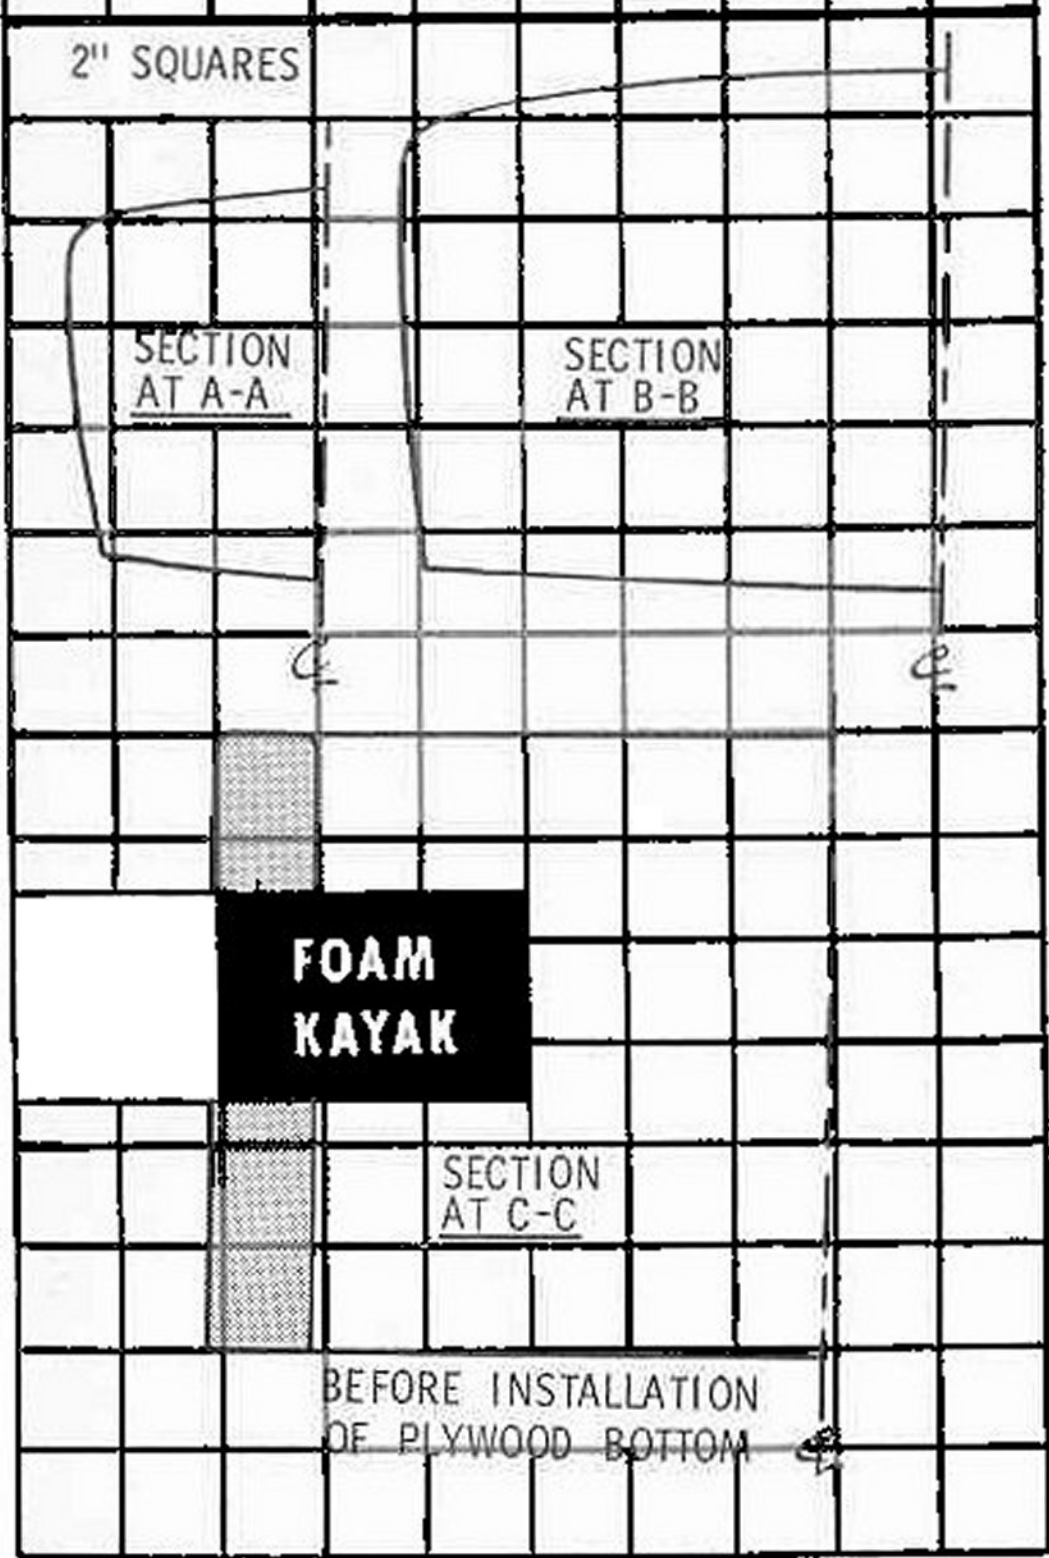 2" SQUARES
SECTION
AT A-A
SECTION
AT B-B
℄
℄
FOAM
KAYAK
SECTION
AT C-C
BEFORE INSTALLATION
OF PLYWOOD BOTTOM
℄